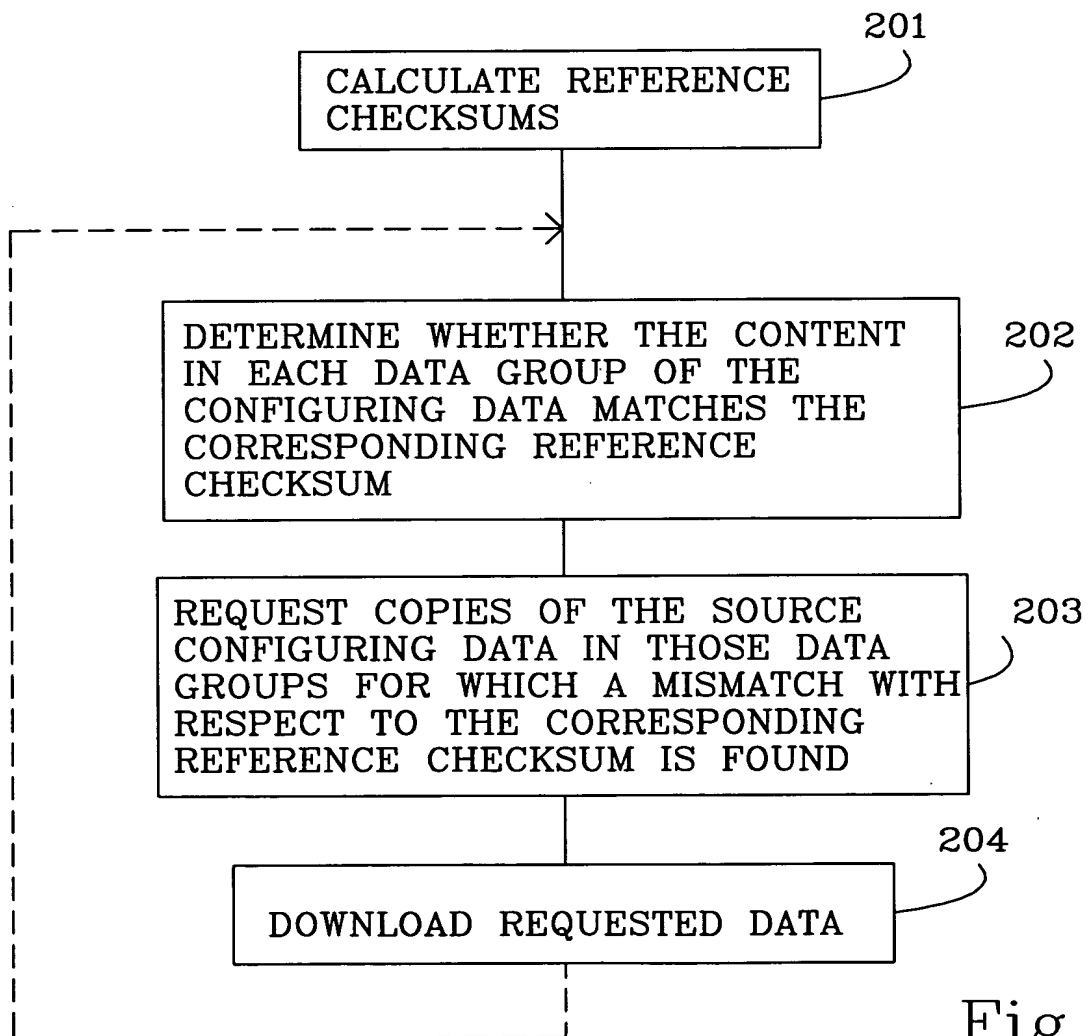 201
CALCULATE REFERENCE
CHECKSUMS
DETERMINE WHETHER THE CONTENT
IN EACH DATA GROUP OF THE
CONFIGURING DATA MATCHES THE
CORRESPONDING REFERENCE
CHECKSUM
202
REQUEST COPIES OF THE SOURCE
CONFIGURING DATA IN THOSE DATA
GROUPS FOR WHICH A MISMATCH WITH
RESPECT TO THE CORRESPONDING
REFERENCE CHECKSUM IS FOUND
203
204
DOWNLOAD REQUESTED DATA
Fig